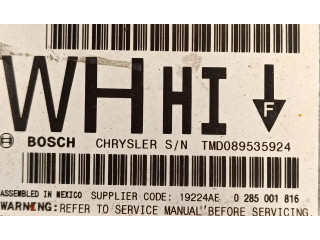 WH HI F
BOSCH CHRYSLER S/N TMD089535924
ASSEMBLED IN MEXICO SUPPLIER CODE: 19224AE 0 285 001 816
WARNING: REFER TO SERVICE MANUAL BEFORE SERVICING.